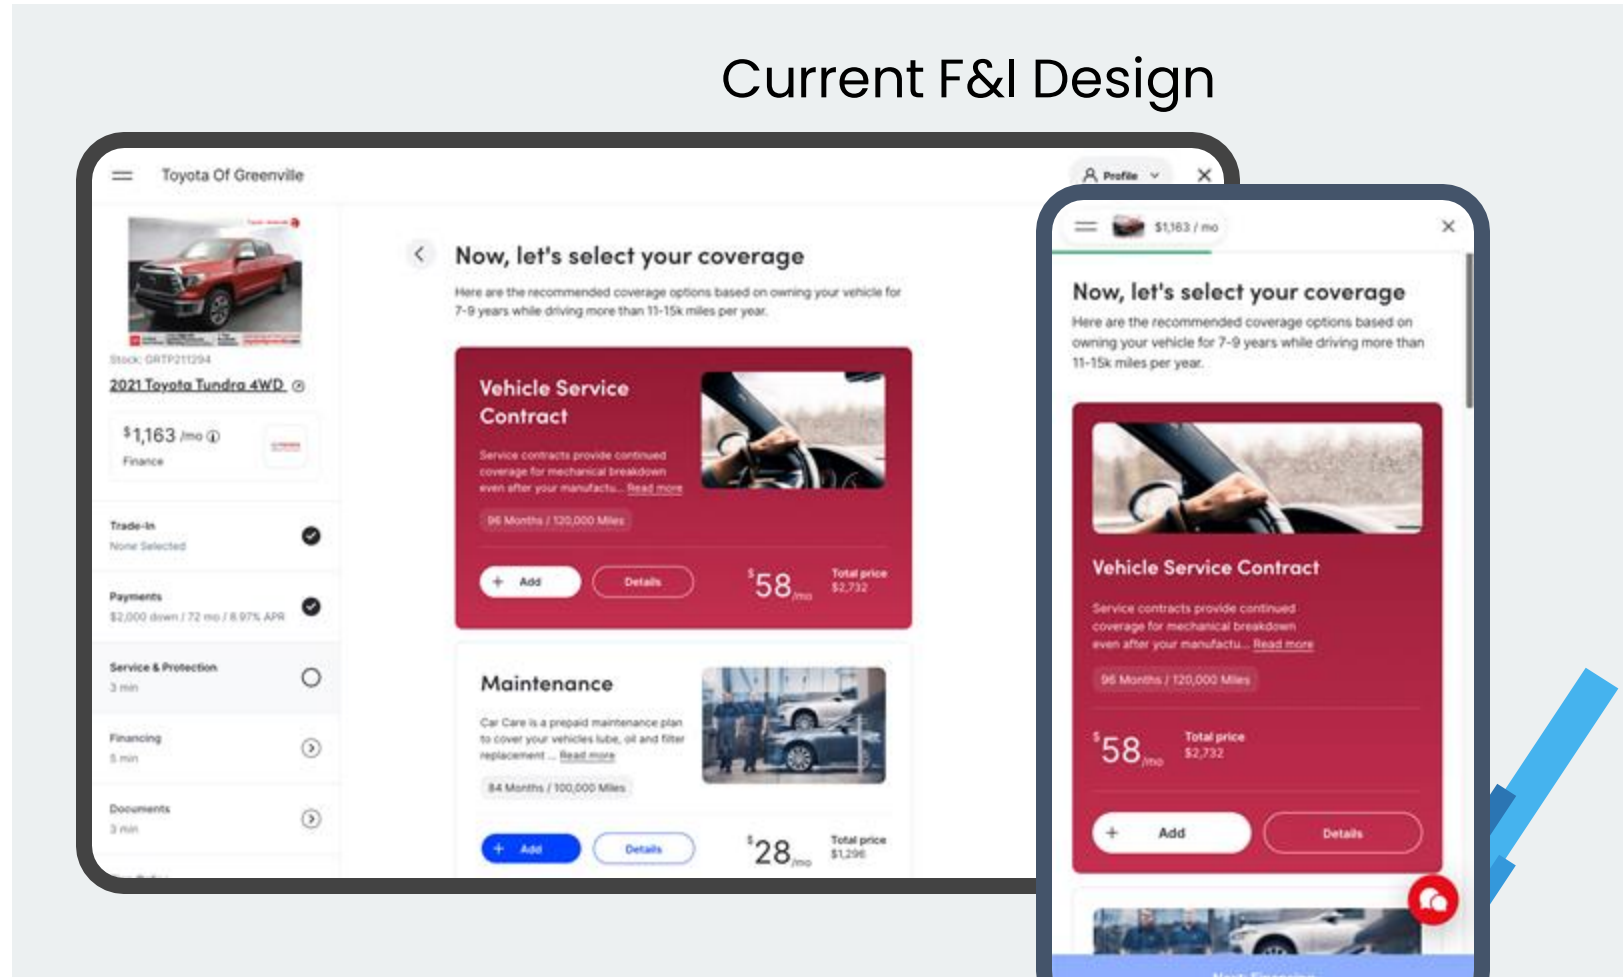 Current F&I Design
Toyota Of Greenville
Profile
Stock: GRTP211294
2021 Toyota Tundra 4WD
$1,163 /mo
Finance
Trade-In
None Selected
Payments
$2,000 down / 72 mo / 8.97% APR
Service & Protection
3 min
Financing
5 min
Documents
3 min
Now, let's select your coverage
Here are the recommended coverage options based on owning your vehicle for
7-9 years while driving more than 11-15k miles per year.
Vehicle Service
Contract
Service contracts provide continued
coverage for mechanical breakdown
even after your manufactu... Read more
96 Months / 120,000 Miles
+ Add
Details
$58/mo
Total price
$2,732
Maintenance
Car Care is a prepaid maintenance plan
to cover your vehicles lube, oil and filter
replacement ... Read more
84 Months / 100,000 Miles
+ Add
Details
$28/mo
Total price
$1,296
$1,163 / mo
Now, let's select your coverage
Here are the recommended coverage options based on
owning your vehicle for 7-9 years while driving more than
11-15k miles per year.
Vehicle Service Contract
Service contracts provide continued
coverage for mechanical breakdown
even after your manufactu... Read more
96 Months / 120,000 Miles
$58/mo
Total price
$2,732
+ Add
Details
Next: Financing